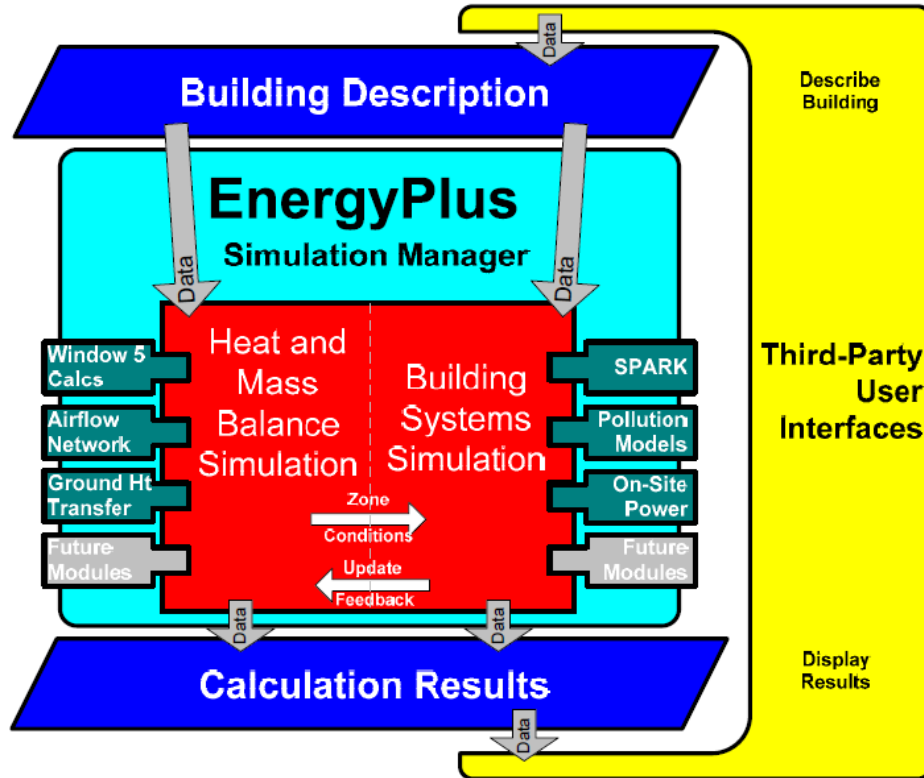 Data
Building Description
Describe
Building
EnergyPlus
Simulation Manager
Data
Data
Heat and
Mass
Balance
Simulation
Building
Systems
Simulation
Window 5
Calcs
Airflow
Network
Ground Ht
Transfer
Future
Modules
SPARK
Pollution
Models
On-Site
Power
Future
Modules
Zone
Conditions
Update
Feedback
Third-Party
User
Interfaces
Data
Data
Calculation Results
Display
Results
Data